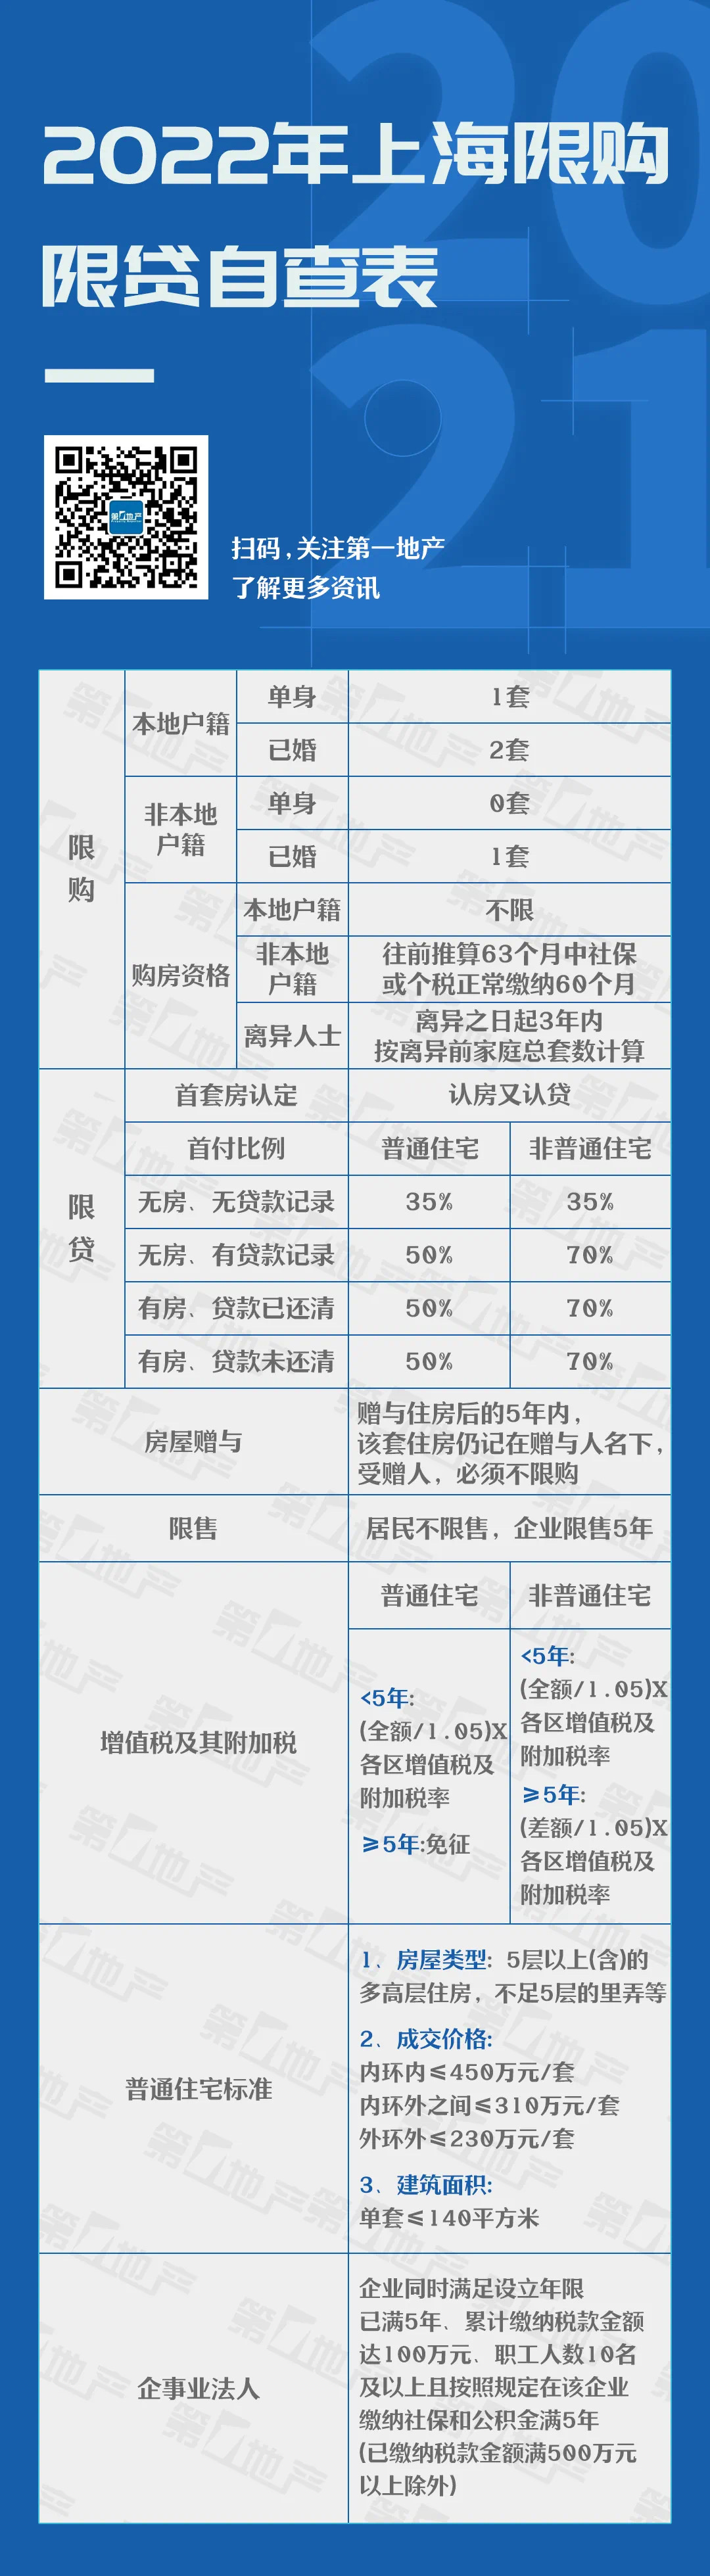 2022年上海限购
限贷自查表
2021
第一地产
扫码,关注第一地产
了解更多资讯
限
购
本地户籍
单身
1套
已婚
2套
非本地
户籍
单身
0套
已婚
1套
购房资格
本地户籍
不限
非本地
户籍
往前推算63个月中社保
或个税正常缴纳60个月
离异人士
离异之日起3年内
按离异前家庭总套数计算
限
贷
首套房认定
认房又认贷
首付比例
普通住宅
非普通住宅
无房、无贷款记录
35%
35%
无房、有贷款记录
50%
70%
有房、贷款已还清
50%
70%
有房、贷款未还清
50%
70%
房屋赠与
赠与住房后的5年内,
该套住房仍记在赠与人名下,
受赠人,必须不限购
限售
居民不限售,企业限售5年
增值税及其附加税
普通住宅
非普通住宅
<5年:
(全额/1.05)X
各区增值税及
附加税率
≥5年:免征
<5年:
(全额/1.05)X
各区增值税及
附加税率
≥5年:
(差额/1.05)X
各区增值税及
附加税率
普通住宅标准
1、房屋类型: 5层以上(含)的
多高层住房,不足5层的里弄等
2、成交价格:
内环内≤450万元/套
内环外之间≤310万元/套
外环外≤230万元/套
3、建筑面积:
单套≤140平方米
企事业法人
企业同时满足设立年限
已满5年、累计缴纳税款金额
达100万元、职工人数10名
及以上且按照规定在该企业
缴纳社保和公积金满5年
(已缴纳税款金额满500万元
以上除外)